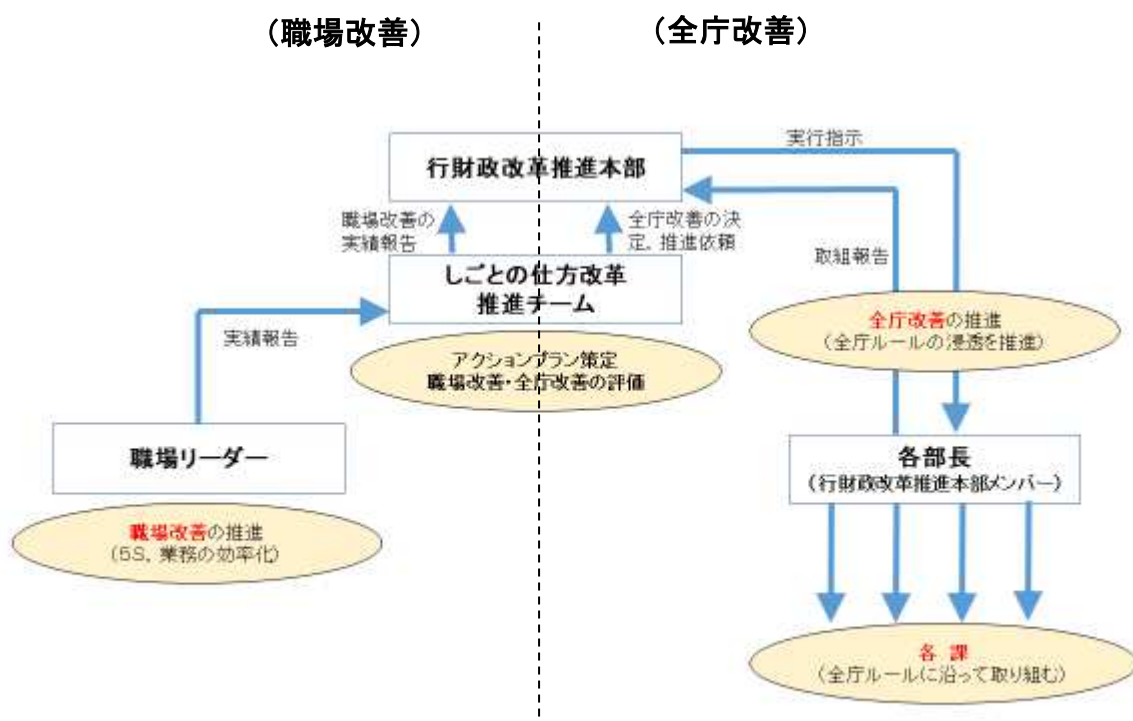 （職場改善）
（全庁改善）
行財政改革推進本部
実行指示
職場改善の
実績報告
全庁改善の決
定、推進依頼
取組報告
しごとの仕方改革
推進チーム
実績報告
アクションプラン策定
職場改善・全庁改善の評価
全庁改善の推進
（全庁ルールの浸透を推進）
職場リーダー
各部長
（行財政改革推進本部メンバー）
職場改善の推進
（5S、業務の効率化）
各 課
（全庁ルールに沿って取り組む）